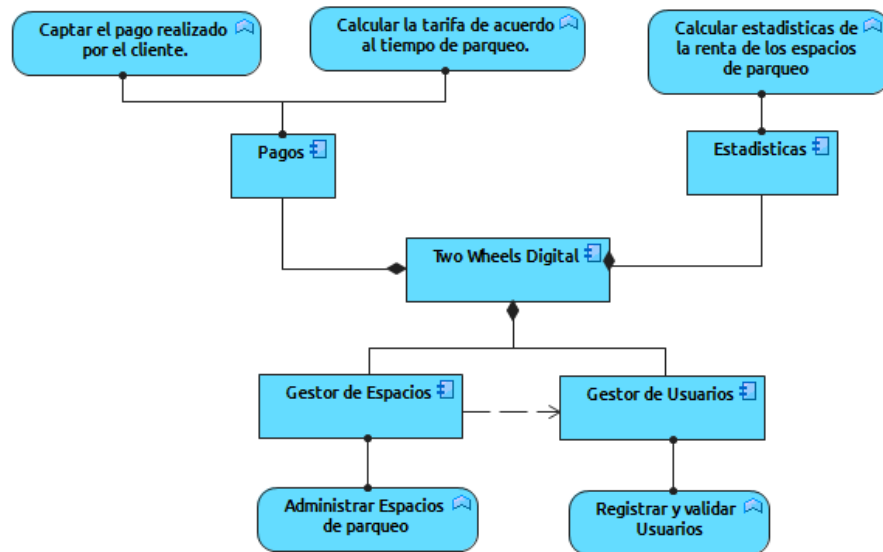 Captar el pago realizado
por el cliente.
Calcular la tarifa de acuerdo
al tiempo de parqueo.
Calcular estadisticas de
la renta de los espacios
de parqueo
Pagos
Estadisticas
Two Wheels Digital
Gestor de Espacios
Gestor de Usuarios
Administrar Espacios
de parqueo
Registrar y validar
Usuarios